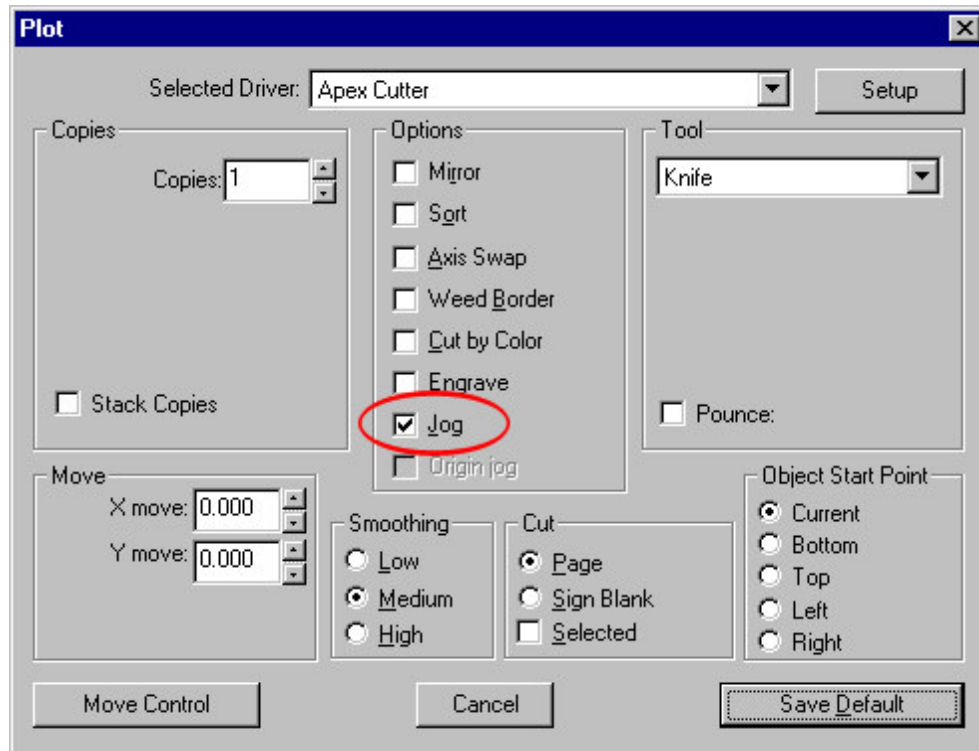 Plot
Selected Driver: Apex Cutter
Setup
Copies
Copies: 1
Stack Copies
Options
Mirror
Sort
Axis Swap
Weed Border
Cut by Color
Engrave
Jog
Origin jog
Tool
Knife
Pounce:
Move
X move: 0.000
Y move: 0.000
Smoothing
Low
Medium
High
Cut
Page
Sign Blank
Selected
Object Start Point
Current
Bottom
Top
Left
Right
Move Control
Cancel
Save Default